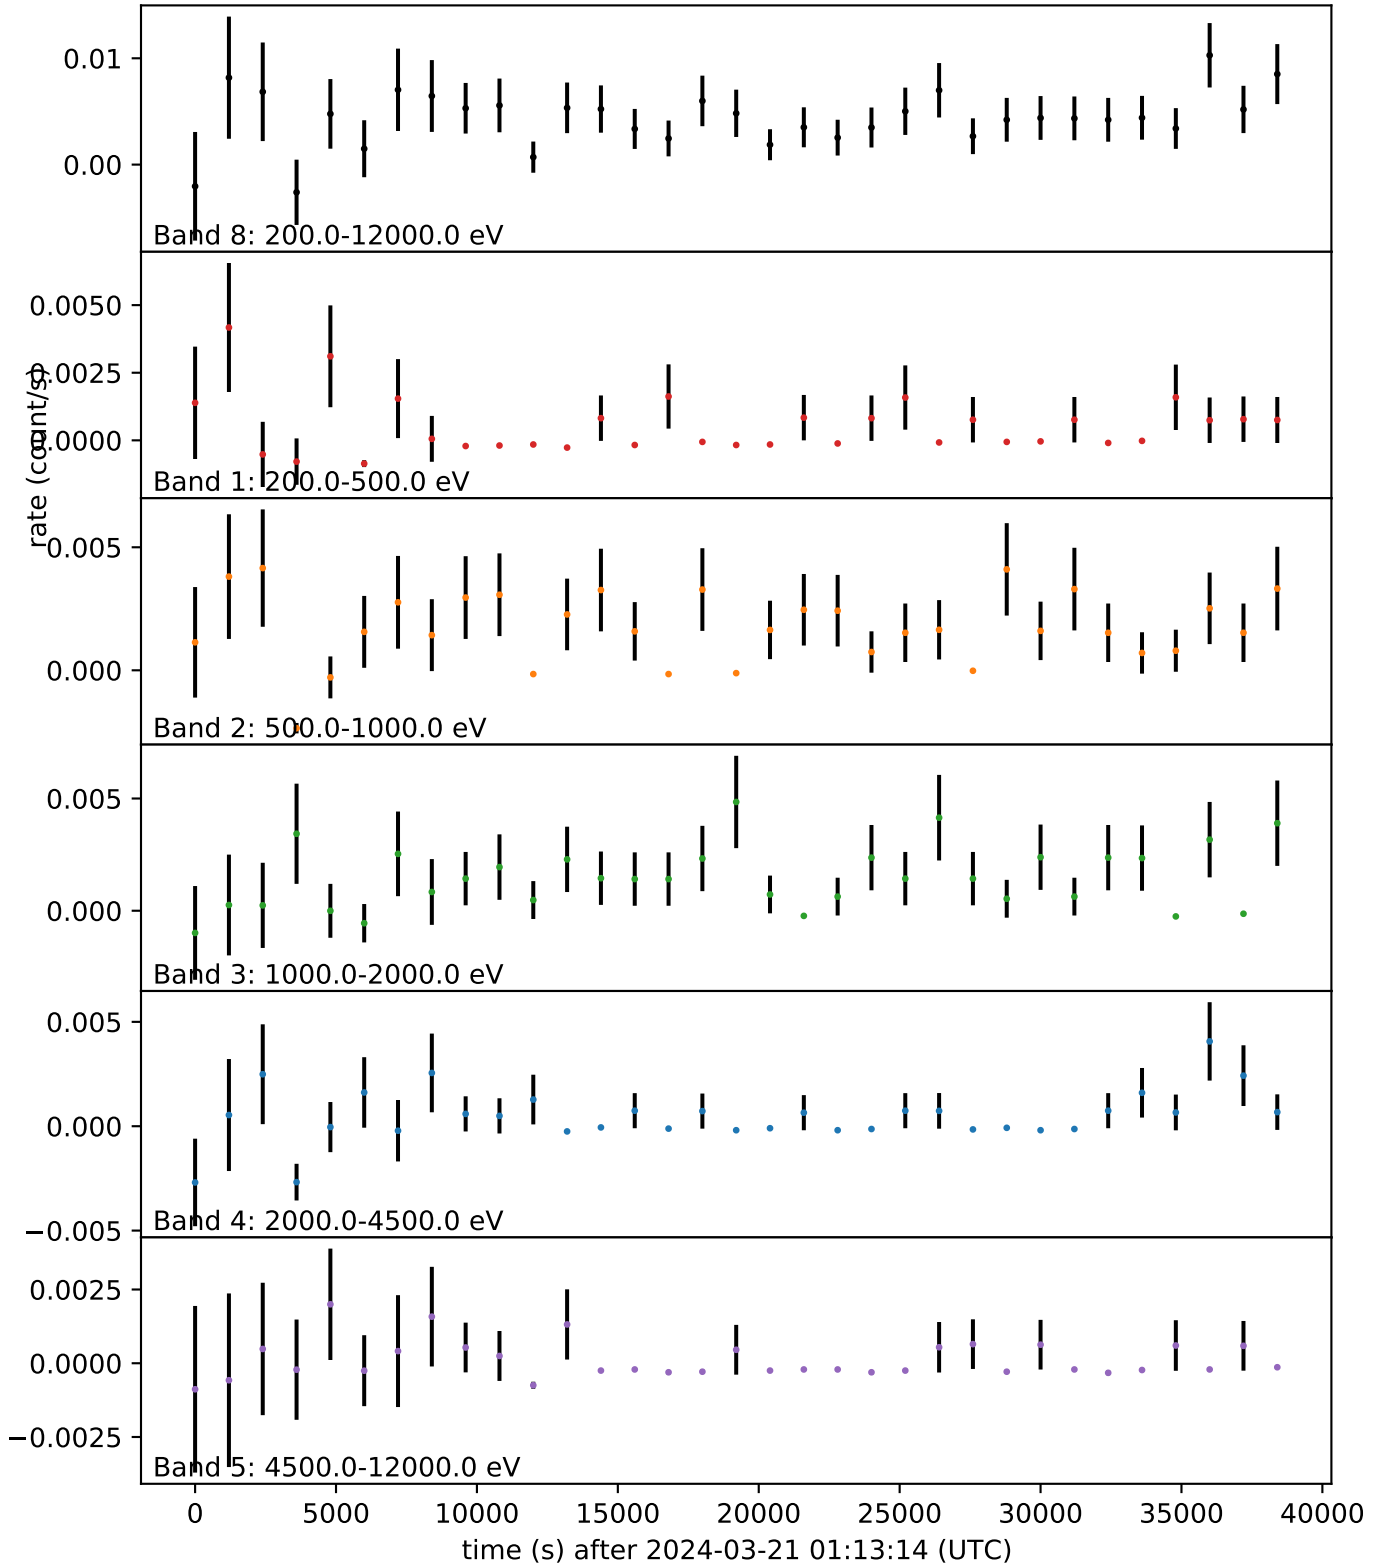 0.01
0.00
Band 8: 200.0-12000.0 eV
0.0050
0.0025
0.0000
Band 1: 200.0-500.0 eV
rate (count/s)
0.005
0.000
Band 2: 500.0-1000.0 eV
0.005
0.000
Band 3: 1000.0-2000.0 eV
0.005
0.000
−0.005
Band 4: 2000.0-4500.0 eV
0.0025
0.0000
−0.0025
Band 5: 4500.0-12000.0 eV
0 5000 10000 15000 20000 25000 30000 35000 40000
time (s) after 2024-03-21 01:13:14 (UTC)